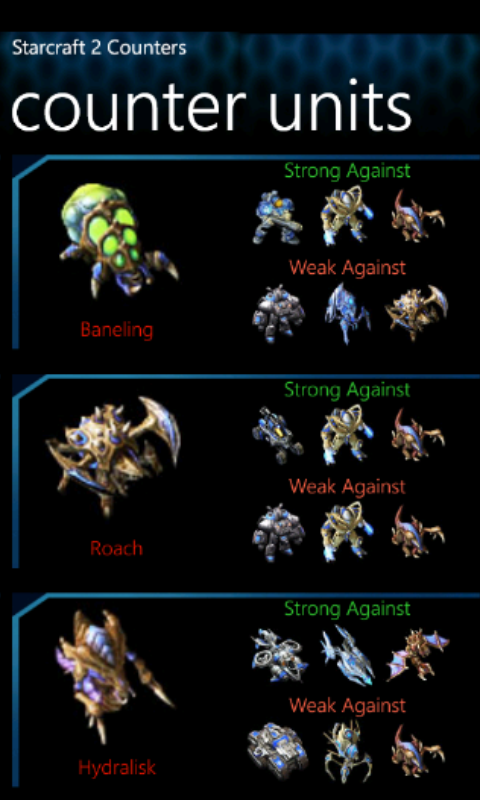 Starcraft 2 Counters
counter units
Strong Against
Weak Against
Baneling
Strong Against
Weak Against
Roach
Strong Against
Weak Against
Hydralisk